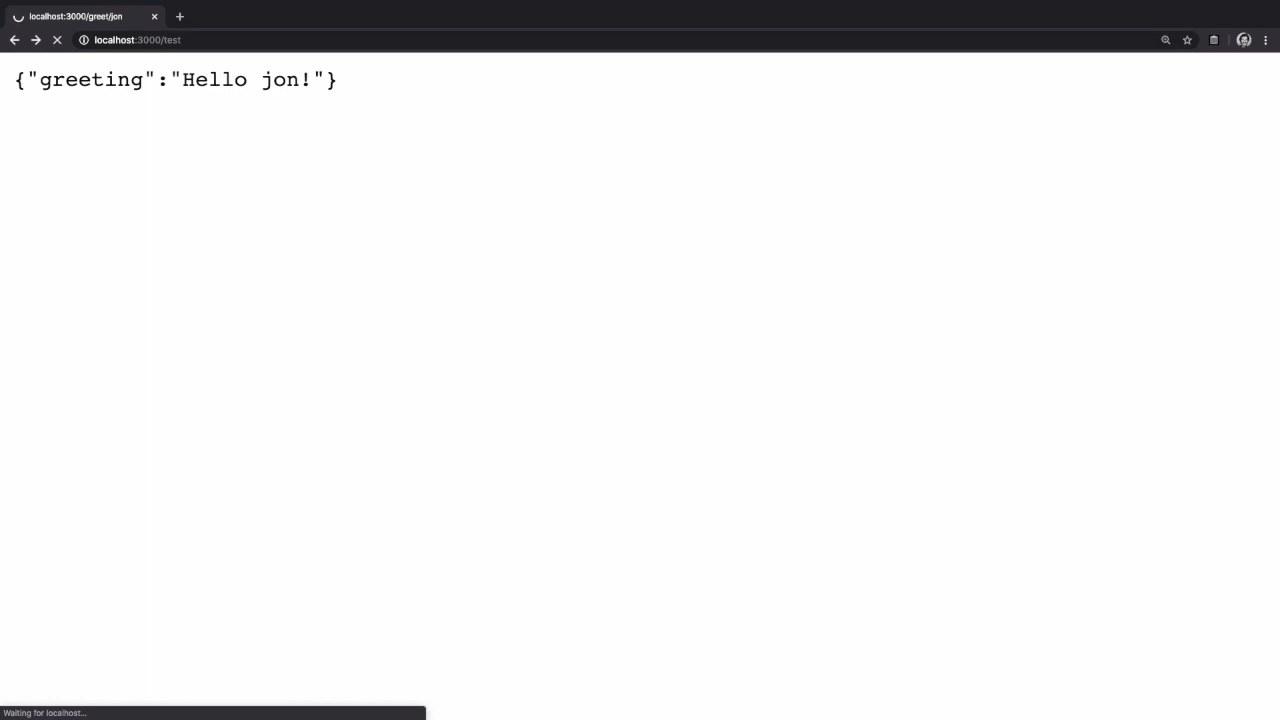 localhost:3000/greet/jon
localhost:3000/test
{"greeting":"Hello jon!"}
Waiting for localhost...